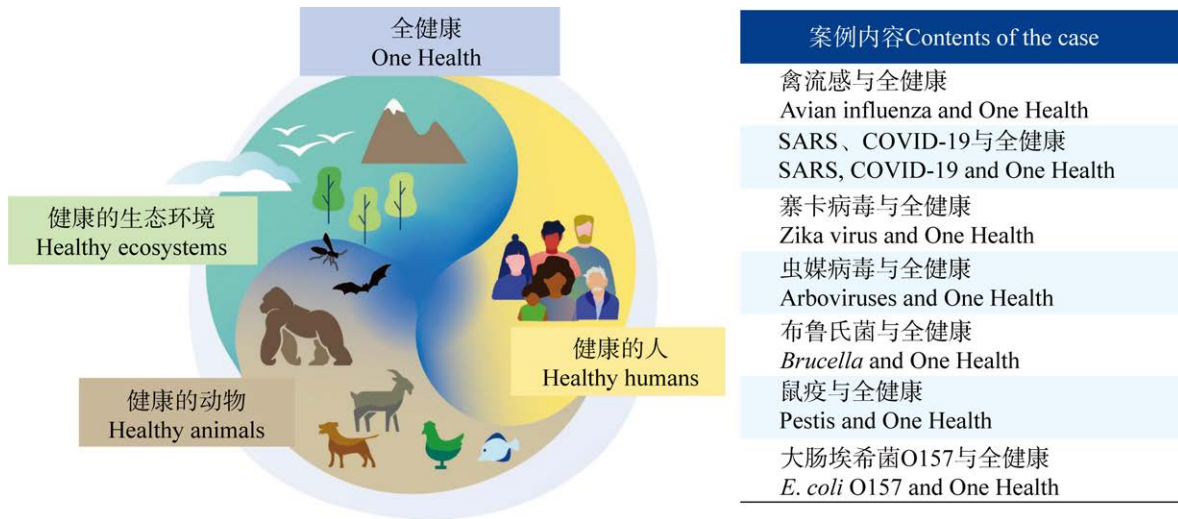 全健康
One Health
健康的生态环境
Healthy ecosystems
健康的人
Healthy humans
健康的动物
Healthy animals
案例内容Contents of the case
禽流感与全健康
Avian influenza and One Health
SARS、COVID-19与全健康
SARS, COVID-19 and One Health
寨卡病毒与全健康
Zika virus and One Health
虫媒病毒与全健康
Arboviruses and One Health
布鲁氏菌与全健康
Brucella and One Health
鼠疫与全健康
Pestis and One Health
大肠埃希菌O157与全健康
E. coli O157 and One Health